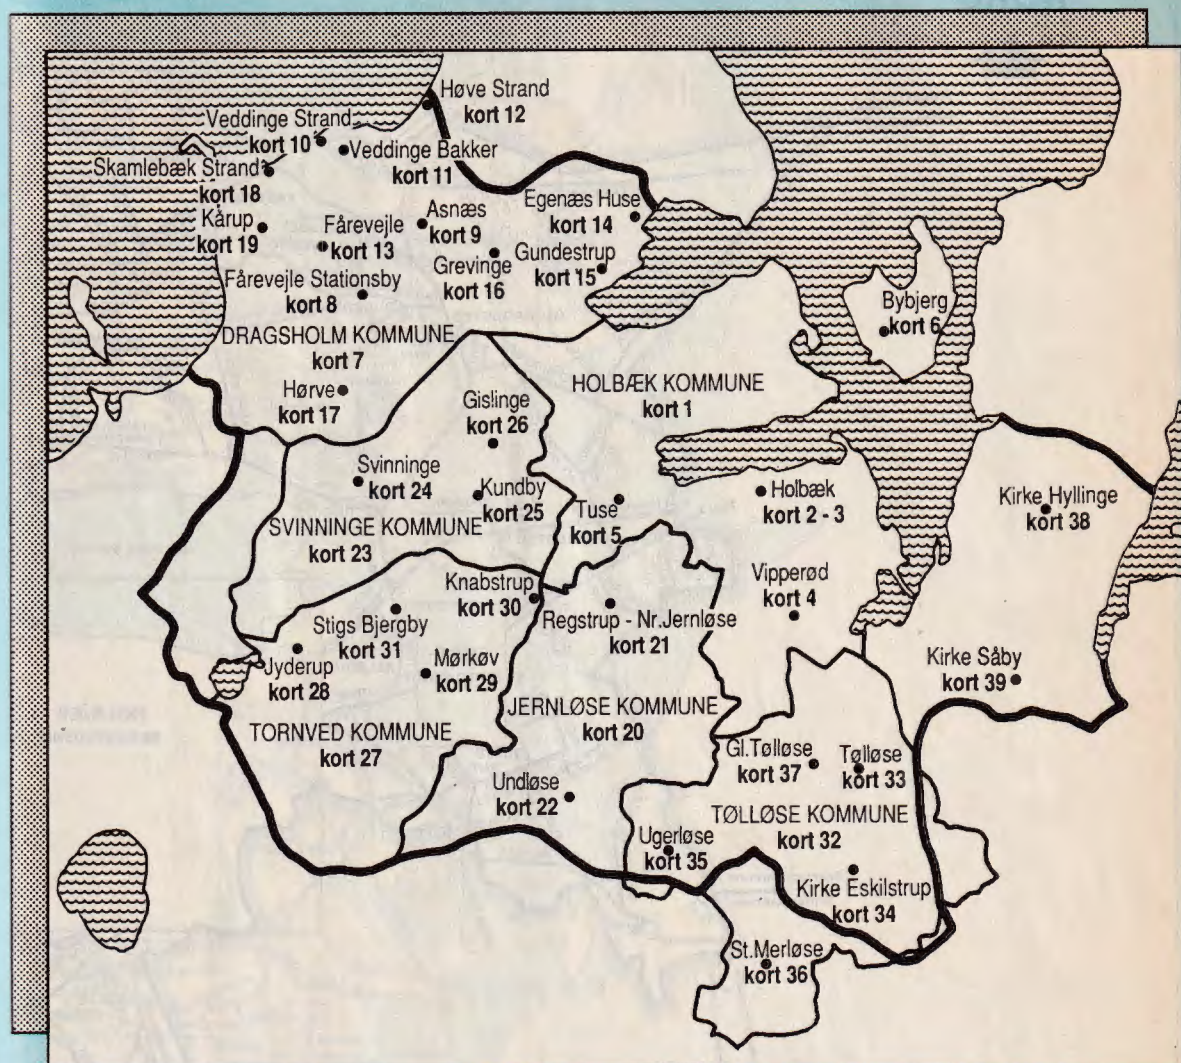 Høve Strand
kort 12
Veddinge Strand
kort 10
Veddinge Bakker
kort 11
Skamlebæk Strand
kort 18
Egenæs Huse
kort 14
Kårup
kort 19
Fårevejle
kort 13
Asnæs
kort 9
Grevinge
kort 16
Gundestrup
kort 15
Fårevejle Stationsby
kort 8
Bybjerg
kort 6
DRAGSHOLM KOMMUNE
kort 7
Hørve
kort 17
HOLBÆK KOMMUNE
kort 1
Gislinge
kort 26
Svinninge
kort 24
Kundby
kort 25
Tuse
kort 5
Holbæk
kort 2 - 3
Kirke Hyllinge
kort 38
SVINNINGE KOMMUNE
kort 23
Knabstrup
kort 30
Vipperød
kort 4
Stigs Bjergby
kort 31
Regstrup - Nr.Jernløse
kort 21
Jyderup
kort 28
Mørkøv
kort 29
Kirke Såby
kort 39
JERNLØSE KOMMUNE
kort 20
TORNVED KOMMUNE
kort 27
Gl.Tølløse
kort 37
Tølløse
kort 33
Undløse
kort 22
TØLLØSE KOMMUNE
kort 32
Ugerløse
kort 35
Kirke Eskilstrup
kort 34
St.Merløse
kort 36